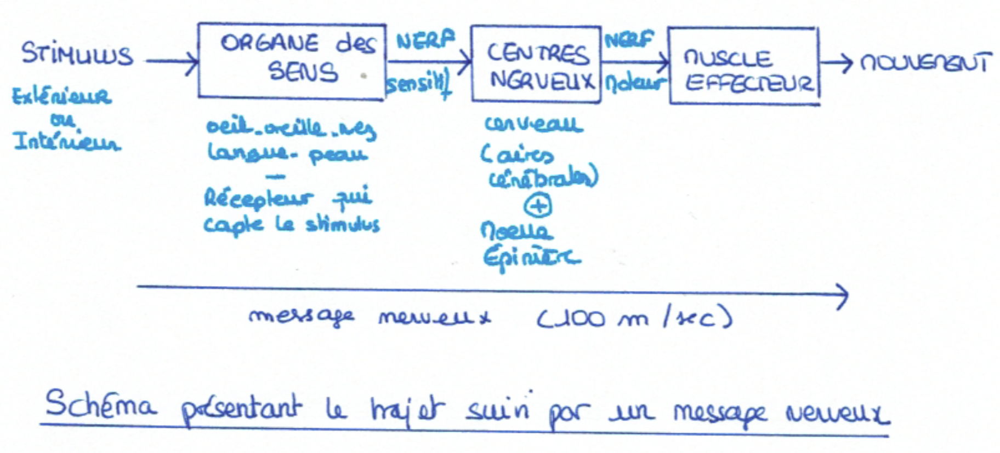 STIMULUS
Extérieur
ou
Intérieur
ORGANE des
SENS
oeil - oreille - nez
langue - peau
—
Récepteur qui
capte le stimulus
NERF
sensitif
CENTRES
NERVEUX
cerveau
(aires
cérébrales)
+
Moelle
Épinière
NERF
Moteur
MUSCLE
EFFECTEUR
MOUVEMENT
message nerveux (100 m/sec)
Schéma présentant le trajet suivi par un message nerveux